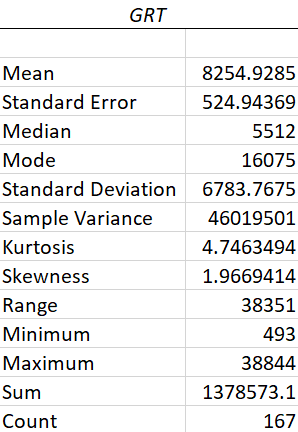 GRT
Mean 8254.9285
Standard Error 524.94369
Median 5512
Mode 16075
Standard Deviation 6783.7675
Sample Variance 46019501
Kurtosis 4.7463494
Skewness 1.9669414
Range 38351
Minimum 493
Maximum 38844
Sum 1378573.1
Count 167